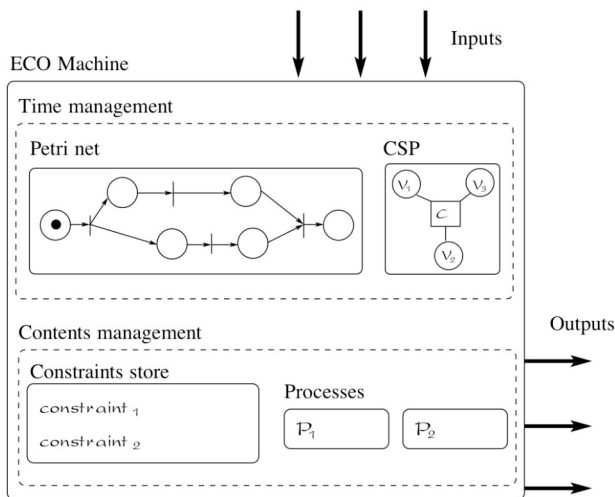 Inputs
ECO Machine
Time management
Petri net
CSP
V₁
V₃
C
V₂
Contents management
Outputs
Constraints store
constraint ₁
constraint ₂
Processes
P₁
P₂